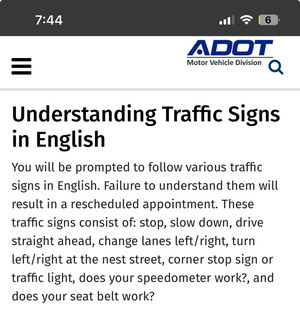 7:44
6
ADOT
Motor Vehicle Division
Understanding Traffic Signs
in English
You will be prompted to follow various traffic
signs in English. Failure to understand them will
result in a rescheduled appointment. These
traffic signs consist of: stop, slow down, drive
straight ahead, change lanes left/right, turn
left/right at the nest street, corner stop sign or
traffic light, does your speedometer work?, and
does your seat belt work?